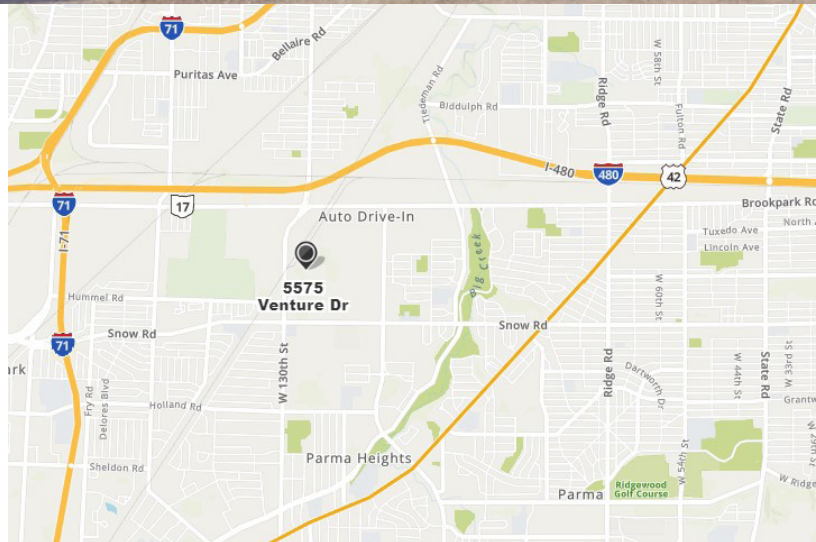 71
Bellaire Rd
Puritas Ave
Tiedeman Rd
Biddulph Rd
Ridge Rd
W 58th St
Fulton Rd
State Rd
I-480
480
42
71
17
I-71
Auto Drive-In
Brookpark Rd
North A
Tuxedo Ave
Lincoln Ave
Big Creek
5575
Venture Dr
Hummel Rd
Snow Rd
Snow Rd
W 60th St
71
ark
W 130th St
Fry Rd
Delores Blvd
Holland Rd
Ridge Rd
Dartworth Dr
W 44th St
State Rd
W 33rd St
Grantw
W 29th St
Sheldon Rd
Parma Heights
W 54th St
Parma
Ridgewood
Golf Course
W Ridge